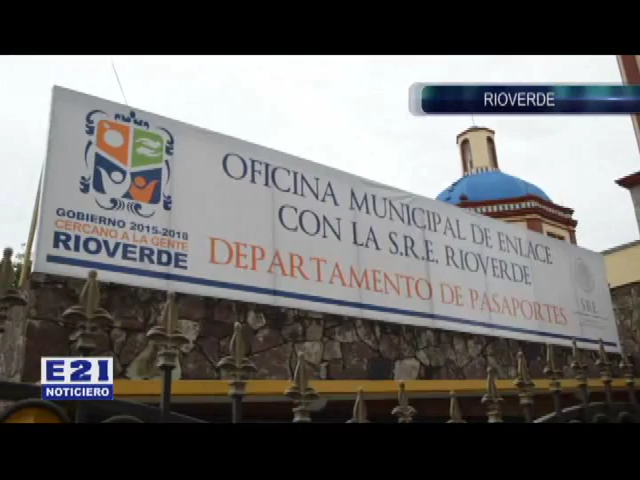 RIOVERDE
OFICINA MUNICIPAL DE ENLACE
CON LA S.R.E. RIOVERDE
DEPARTAMENTO DE PASAPORTES
GOBIERNO 2015-2018
CERCANO A LA GENTE
RIOVERDE
SRE
E21
NOTICIERO